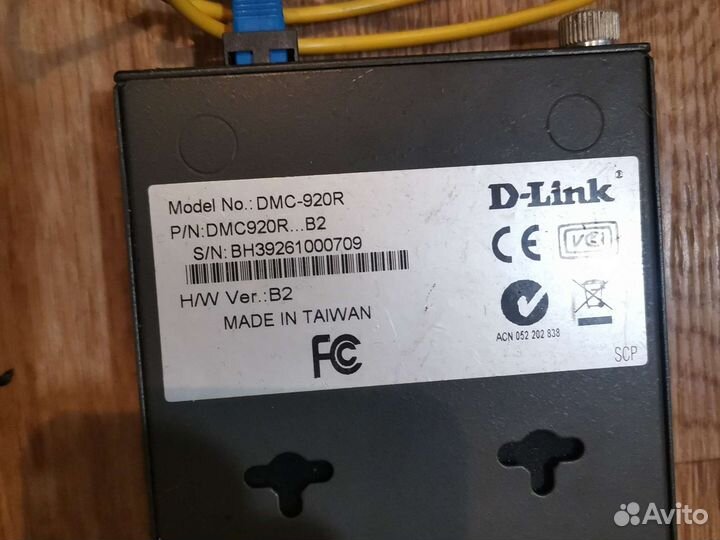 Model No.:DMC-920R
P/N:DMC920R...B2
S/N:BH39261000709
H/W Ver.:B2
MADE IN TAIWAN
FC
D-Link®
CE VCI
ACN 052 202 838
SCP
Avito